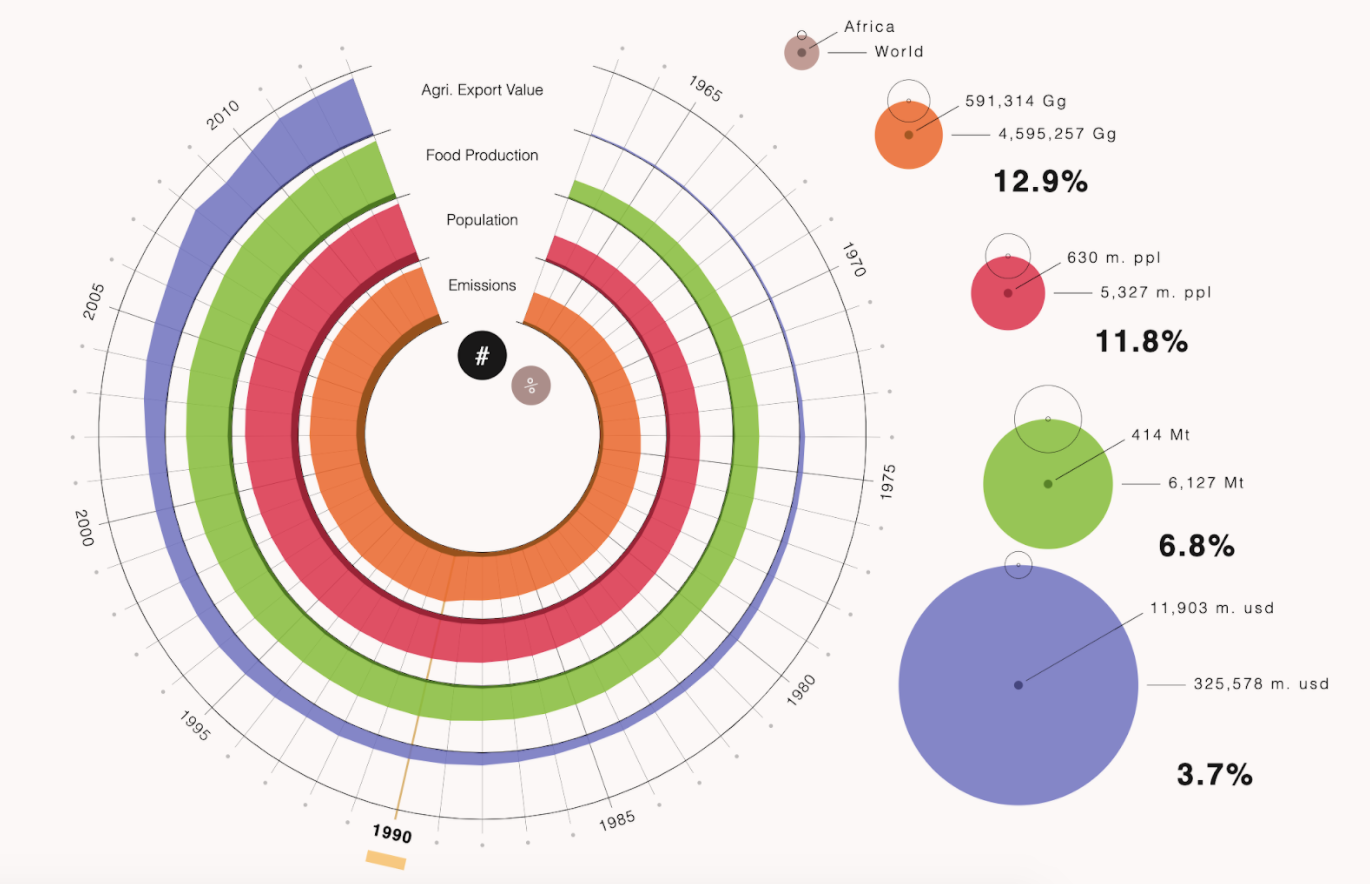 Africa
World
Agri. Export Value
Food Production
Population
Emissions
#
%
1965
1970
1975
1980
1985
1990
1995
2000
2005
2010
591,314 Gg
4,595,257 Gg
12.9%
630 m. ppl
5,327 m. ppl
11.8%
414 Mt
6,127 Mt
6.8%
11,903 m. usd
325,578 m. usd
3.7%